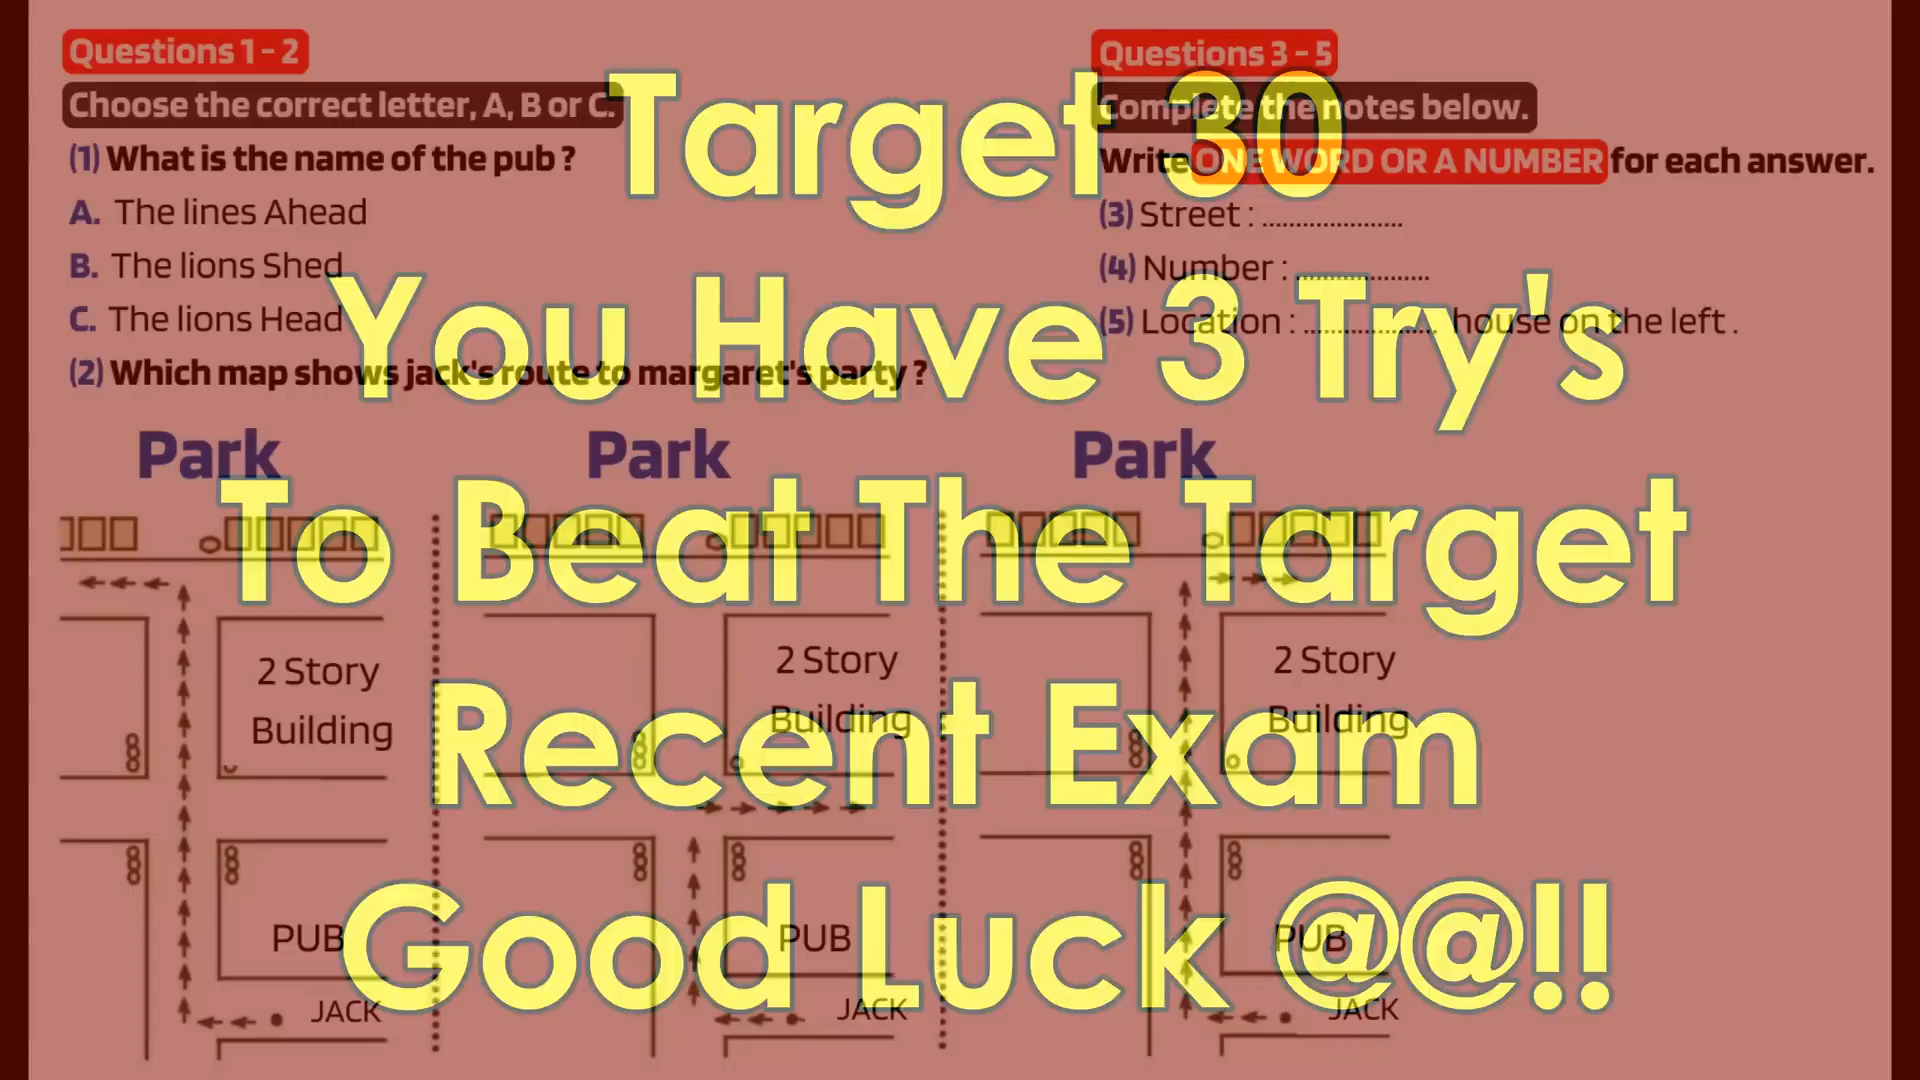 Target 30
You Have 3 Try's
To Beat The Target
Recent Exam
Good Luck @@!!
Questions 1 - 2
Choose the correct letter, A, B or C.
(1) What is the name of the pub ?
A. The lines Ahead
B. The lions Shed
C. The lions Head
(2) Which map shows jack's route to margaret's party ?
Park
2 Story
Building
PUB
JACK
Park
2 Story
Building
PUB
JACK
Park
2 Story
Building
PUB
JACK
Questions 3 - 5
Complete the notes below.
Write ONE WORD OR A NUMBER for each answer.
(3) Street : .....................
(4) Number : ....................
(5) Location : .................... house on the left .